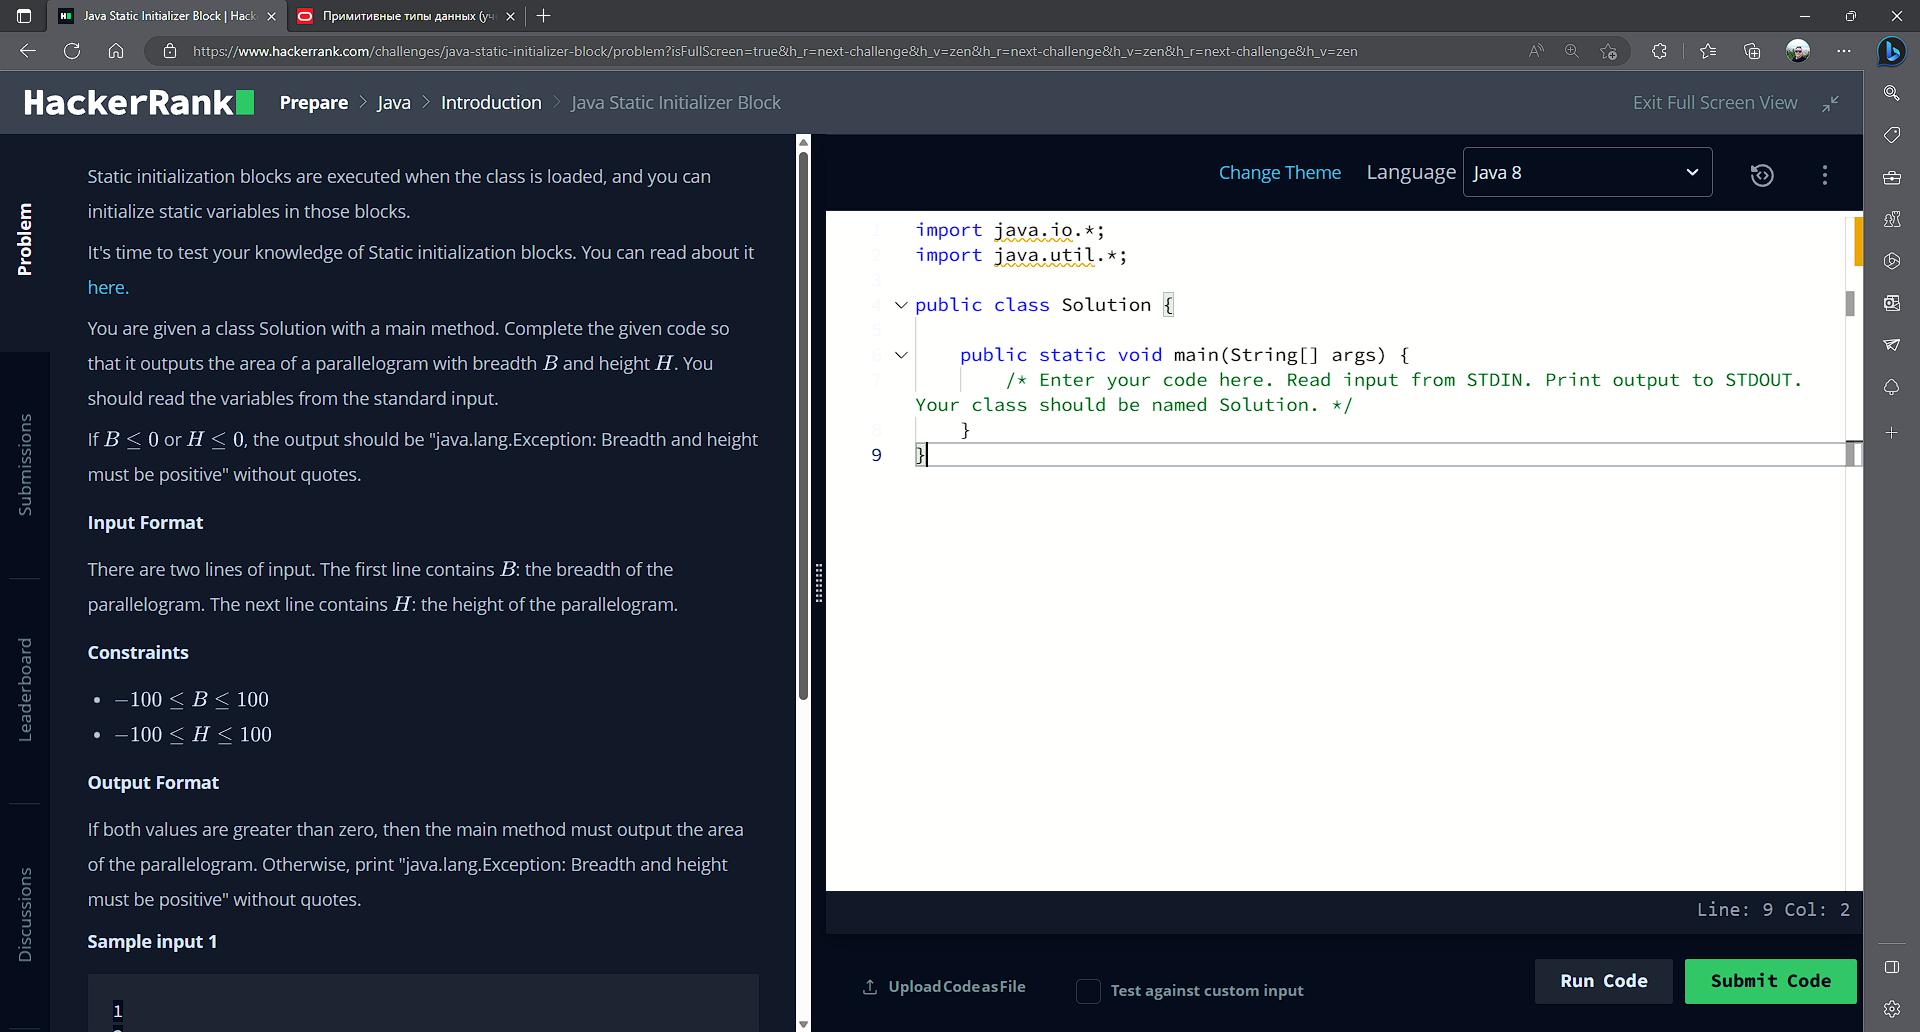 Java Static Initializer Block | Hack
Примитивные типы данных (уч
https://www.hackerrank.com/challenges/java-static-initializer-block/problem?isFullScreen=true&h_r=next-challenge&h_v=zen&h_r=next-challenge&h_v=zen&h_r=next-challenge&h_v=zen
HackerRank
Prepare > Java > Introduction > Java Static Initializer Block
Exit Full Screen View
Problem
Submissions
Leaderboard
Discussions
Static initialization blocks are executed when the class is loaded, and you can
initialize static variables in those blocks.
It's time to test your knowledge of Static initialization blocks. You can read about it
here.
You are given a class Solution with a main method. Complete the given code so
that it outputs the area of a parallelogram with breadth B and height H. You
should read the variables from the standard input.
If B ≤ 0 or H ≤ 0, the output should be "java.lang.Exception: Breadth and height
must be positive" without quotes.
Input Format
There are two lines of input. The first line contains B: the breadth of the
parallelogram. The next line contains H: the height of the parallelogram.
Constraints
• −100 ≤ B ≤ 100
• −100 ≤ H ≤ 100
Output Format
If both values are greater than zero, then the main method must output the area
of the parallelogram. Otherwise, print "java.lang.Exception: Breadth and height
must be positive" without quotes.
Sample input 1
1
Change Theme
Language
Java 8
1 import java.io.*;
2 import java.util.*;
3
4 public class Solution {
5
6 public static void main(String[] args) {
7 /* Enter your code here. Read input from STDIN. Print output to STDOUT.
Your class should be named Solution. */
8 }
9 }
Line: 9 Col: 2
Upload Code as File
Test against custom input
Run Code
Submit Code